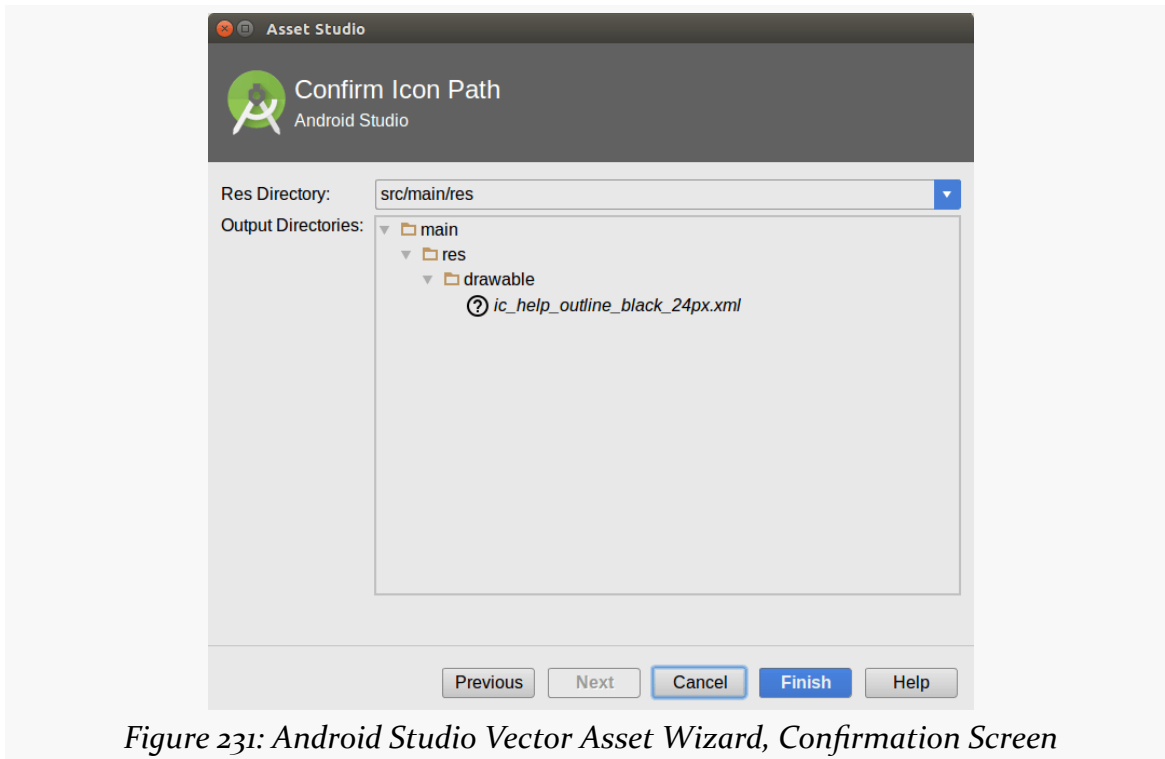 Asset Studio
Confirm Icon Path
Android Studio
Res Directory: src/main/res
Output Directories: main
res
drawable
ic_help_outline_black_24px.xml
Previous Next Cancel Finish Help
Figure 231: Android Studio Vector Asset Wizard, Confirmation Screen